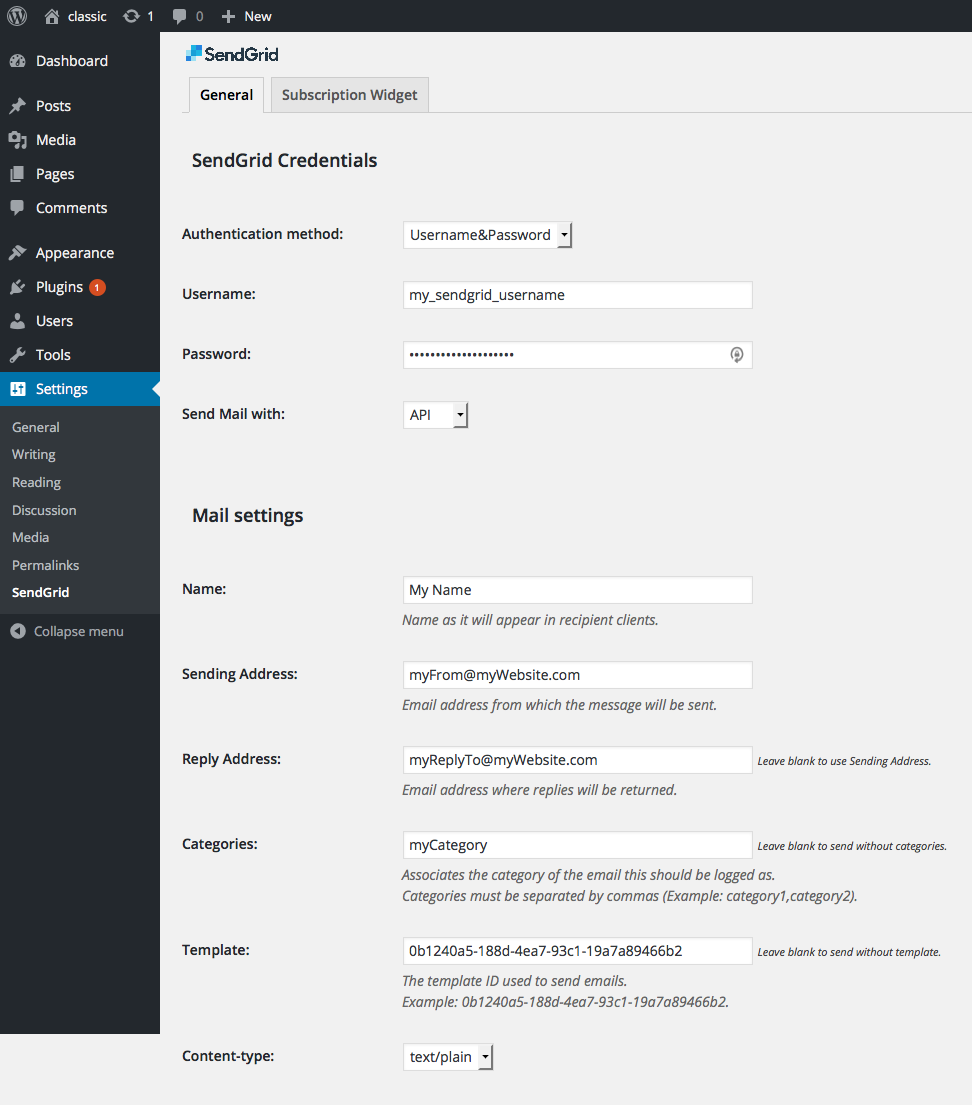 classic 1 0 New
Dashboard
Posts
Media
Pages
Comments
Appearance
Plugins 1
Users
Tools
Settings
General
Writing
Reading
Discussion
Media
Permalinks
SendGrid
Collapse menu
SendGrid
General Subscription Widget
SendGrid Credentials
Authentication method: Username&Password
Username: my_sendgrid_username
Password: ••••••••••••••••••••
Send Mail with: API
Mail settings
Name: My Name
Name as it will appear in recipient clients.
Sending Address: myFrom@myWebsite.com
Email address from which the message will be sent.
Reply Address: myReplyTo@myWebsite.com Leave blank to use Sending Address.
Email address where replies will be returned.
Categories: myCategory Leave blank to send without categories.
Associates the category of the email this should be logged as.
Categories must be separated by commas (Example: category1,category2).
Template: 0b1240a5-188d-4ea7-93c1-19a7a89466b2 Leave blank to send without template.
The template ID used to send emails.
Example: 0b1240a5-188d-4ea7-93c1-19a7a89466b2.
Content-type: text/plain